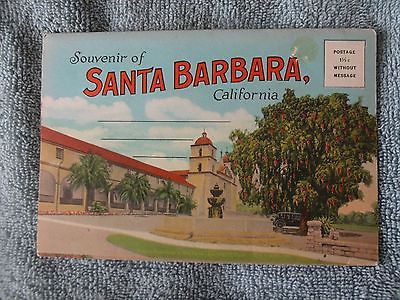 Souvenir of
SANTA BARBARA,
California
POSTAGE
1½ c
WITHOUT
MESSAGE